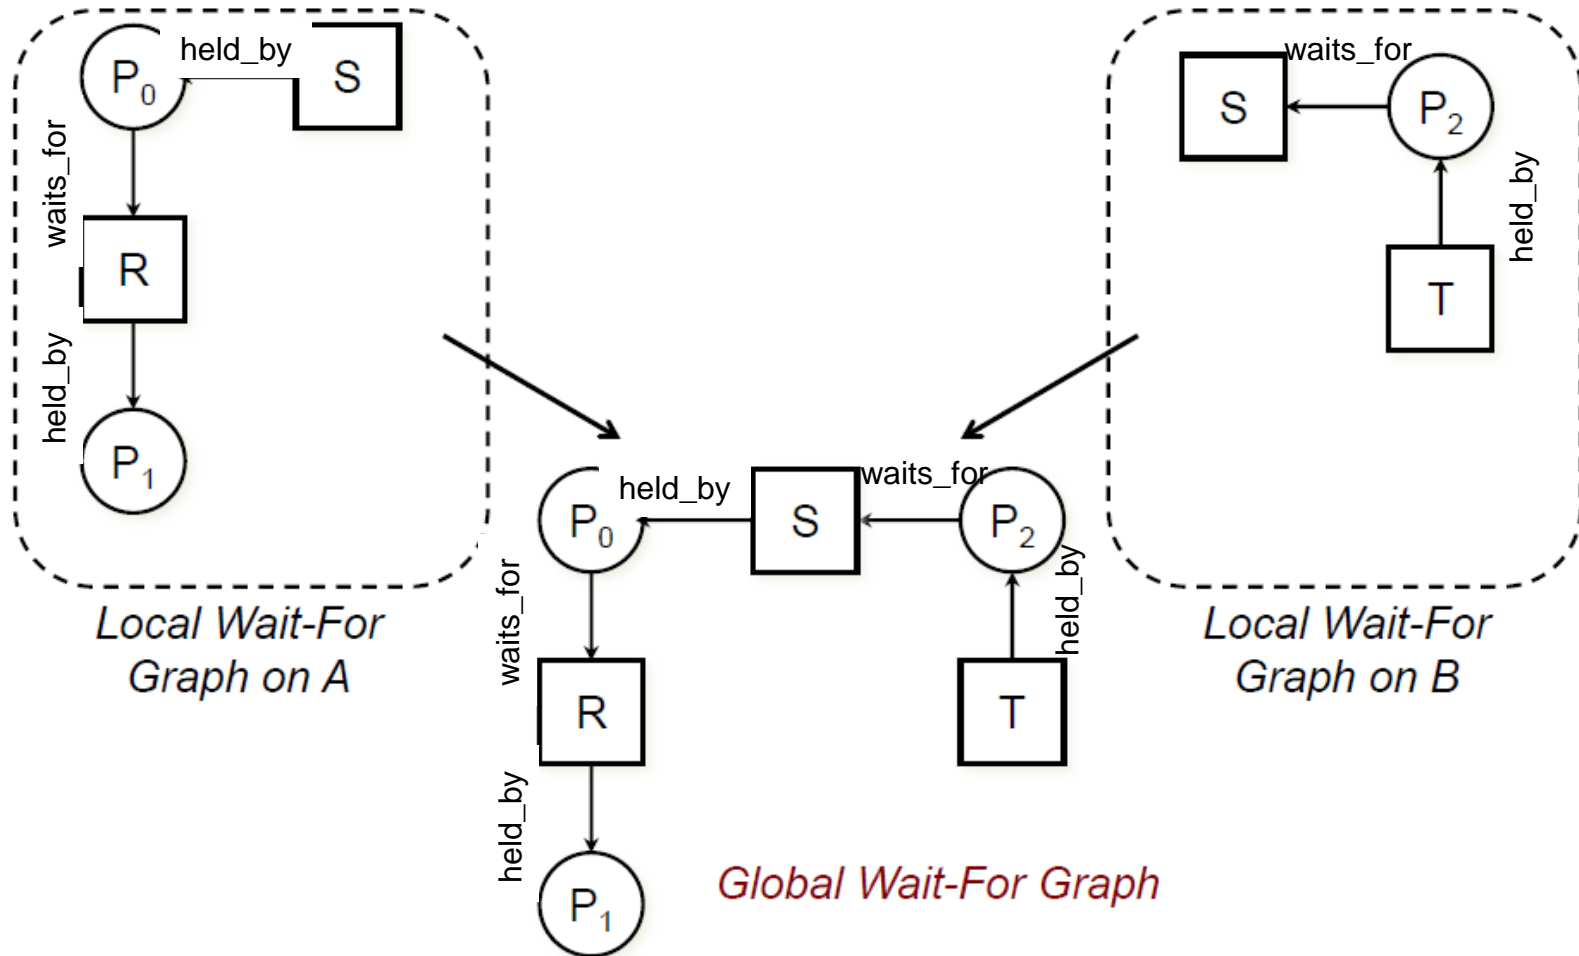 P0
held_by
S
waits_for
R
held_by
P1
Local Wait-For
Graph on A
S
waits_for
P2
held_by
T
Local Wait-For
Graph on B
P0
held_by
S
waits_for
P2
waits_for
held_by
R
T
held_by
P1
Global Wait-For Graph